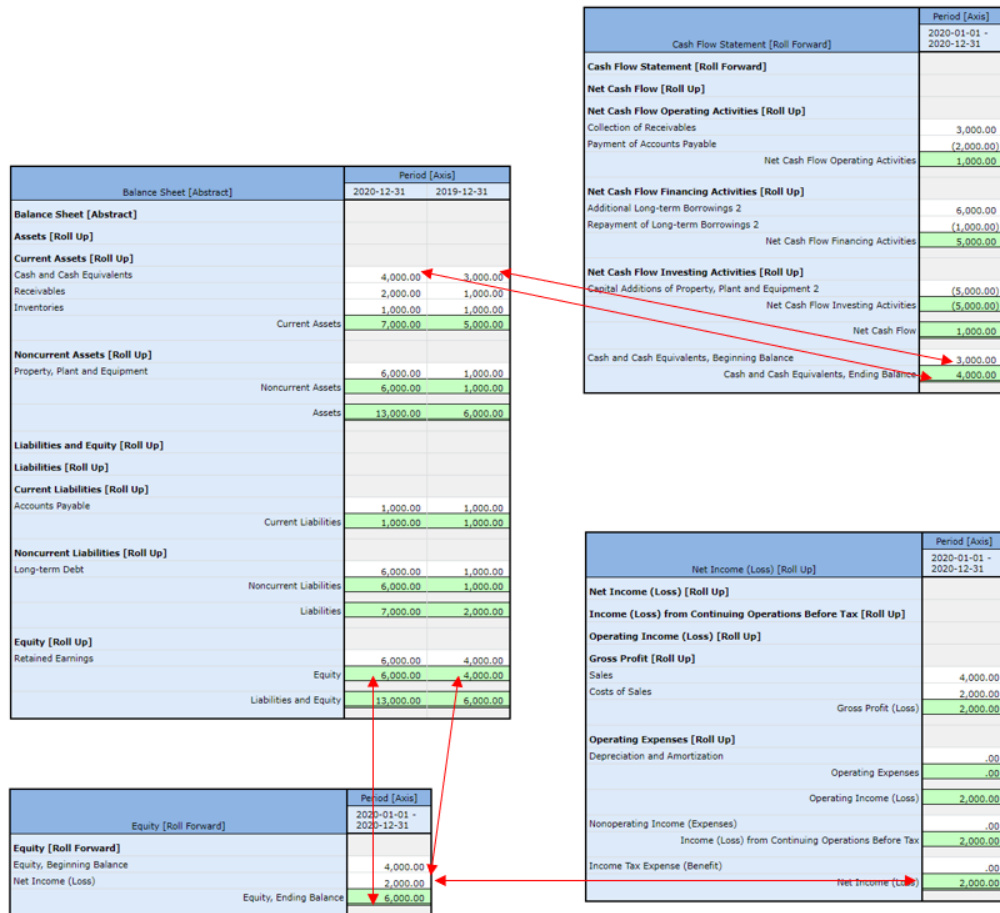 Cash Flow Statement [Roll Forward]
Period [Axis]
2020-01-01 -
2020-12-31
Cash Flow Statement [Roll Forward]
Net Cash Flow [Roll Up]
Net Cash Flow Operating Activities [Roll Up]
Collection of Receivables 3,000.00
Payment of Accounts Payable (2,000.00)
Net Cash Flow Operating Activities 1,000.00
Net Cash Flow Financing Activities [Roll Up]
Additional Long-term Borrowings 2 6,000.00
Repayment of Long-term Borrowings 2 (1,000.00)
Net Cash Flow Financing Activities 5,000.00
Net Cash Flow Investing Activities [Roll Up]
Capital Additions of Property, Plant and Equipment 2 (5,000.00)
Net Cash Flow Investing Activities (5,000.00)
Net Cash Flow 1,000.00
Cash and Cash Equivalents, Beginning Balance 3,000.00
Cash and Cash Equivalents, Ending Balance 4,000.00
Balance Sheet [Abstract]
Period [Axis]
2020-12-31 2019-12-31
Balance Sheet [Abstract]
Assets [Roll Up]
Current Assets [Roll Up]
Cash and Cash Equivalents 4,000.00 3,000.00
Receivables 2,000.00 1,000.00
Inventories 1,000.00 1,000.00
Current Assets 7,000.00 5,000.00
Noncurrent Assets [Roll Up]
Property, Plant and Equipment 6,000.00 1,000.00
Noncurrent Assets 6,000.00 1,000.00
Assets 13,000.00 6,000.00
Liabilities and Equity [Roll Up]
Liabilities [Roll Up]
Current Liabilities [Roll Up]
Accounts Payable 1,000.00 1,000.00
Current Liabilities 1,000.00 1,000.00
Noncurrent Liabilities [Roll Up]
Long-term Debt 6,000.00 1,000.00
Noncurrent Liabilities 6,000.00 1,000.00
Liabilities 7,000.00 2,000.00
Equity [Roll Up]
Retained Earnings 6,000.00 4,000.00
Equity 6,000.00 4,000.00
Liabilities and Equity 13,000.00 6,000.00
Net Income (Loss) [Roll Up]
Period [Axis]
2020-01-01 -
2020-12-31
Net Income (Loss) [Roll Up]
Income (Loss) from Continuing Operations Before Tax [Roll Up]
Operating Income (Loss) [Roll Up]
Gross Profit [Roll Up]
Sales 4,000.00
Costs of Sales 2,000.00
Gross Profit (Loss) 2,000.00
Operating Expenses [Roll Up]
Depreciation and Amortization .00
Operating Expenses .00
Operating Income (Loss) 2,000.00
Nonoperating Income (Expenses) .00
Income (Loss) from Continuing Operations Before Tax 2,000.00
Income Tax Expense (Benefit) .00
Net Income (Loss) 2,000.00
Equity [Roll Forward]
Period [Axis]
2020-01-01 -
2020-12-31
Equity [Roll Forward]
Equity, Beginning Balance 4,000.00
Net Income (Loss) 2,000.00
Equity, Ending Balance 6,000.00